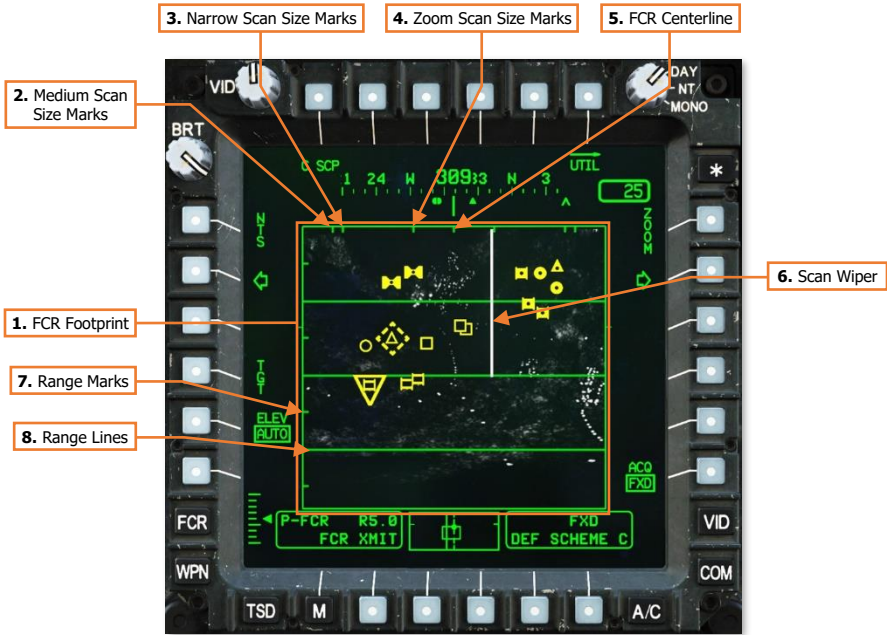 3. Narrow Scan Size Marks
4. Zoom Scan Size Marks
5. FCR Centerline
2. Medium Scan
Size Marks
1. FCR Footprint
7. Range Marks
8. Range Lines
6. Scan Wiper
VID
DAY
NT
MONO
BRT
*
C SCP
UTIL
1 24 W 309 33 N 3
25
NTS
ZOOM
TGT
ELEV
AUTO
ACQ
FXD
P-FCR R5.0
FCR XMIT
FXD
DEF SCHEME C
FCR
VID
WPN
COM
TSD
M
A/C